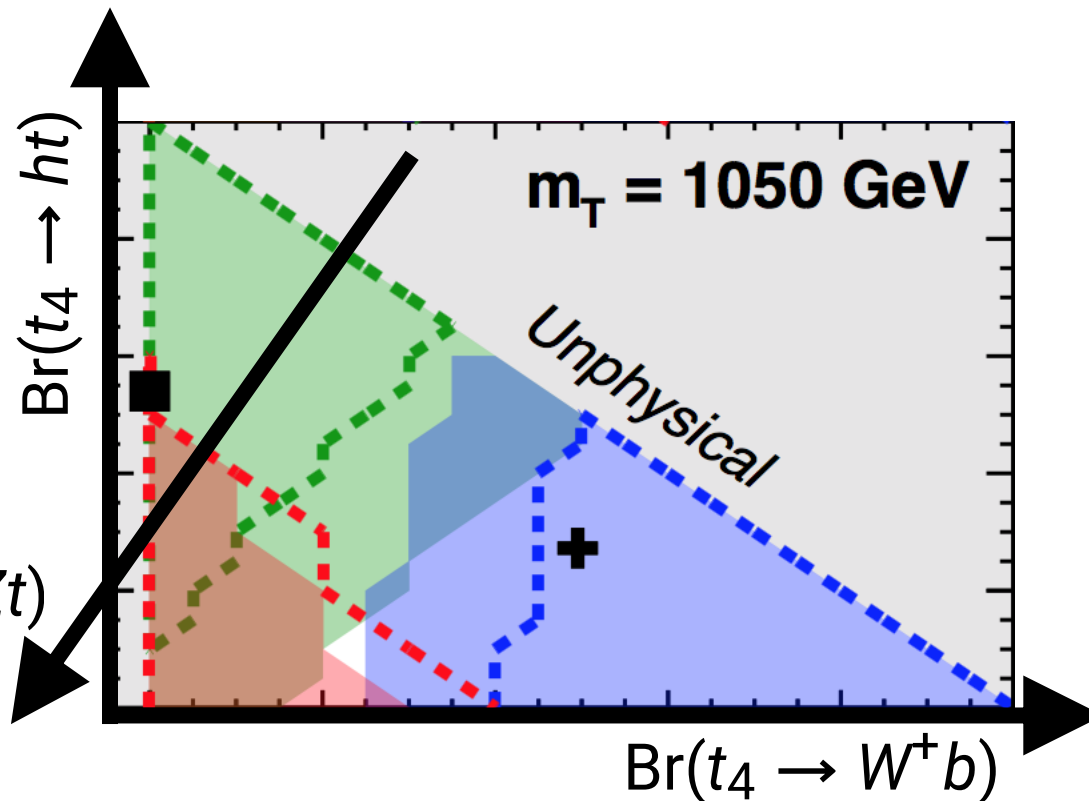 Br(t₄ → ht)
m_T = 1050 GeV
Unphysical
t)
Br(t₄ → W⁺b)